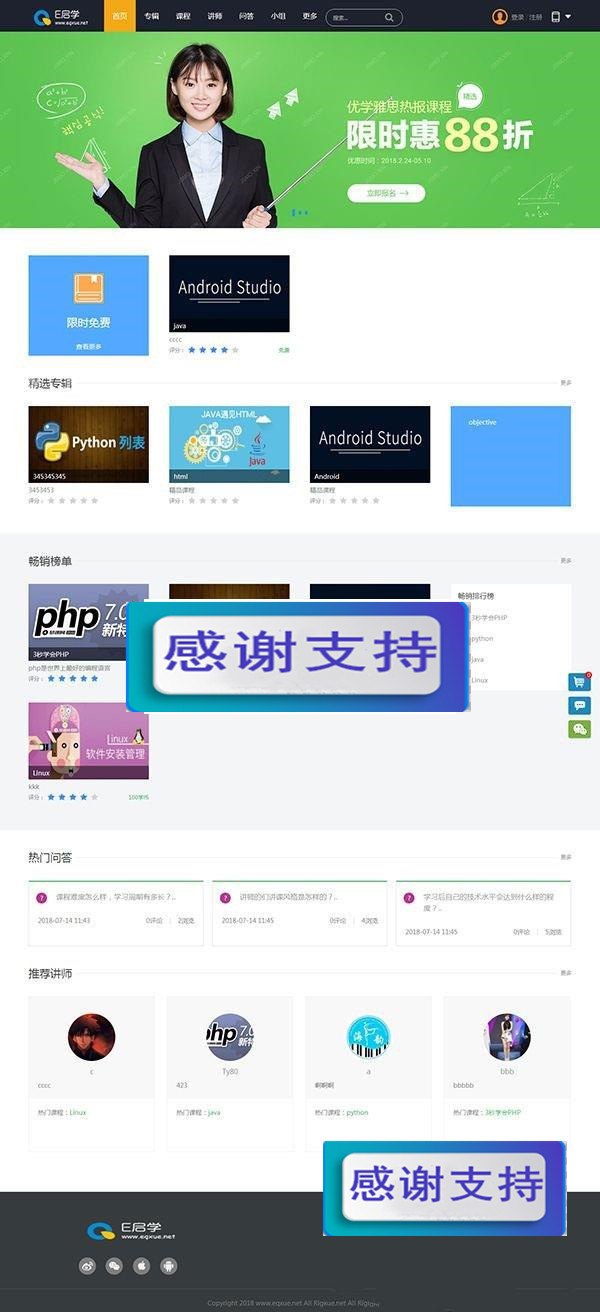 E启学
www.eqxue.net
首页 专辑 课程 讲师 问答 小组 更多 搜索... 登录 / 注册
优学雅思热报课程 精选
限时惠88折
优惠时间：2018.2.24-05.10
立即报名
限时免费
查看更多
Android Studio
java
cccc
评分： 免费
精选专辑 更多
Python 列表
345345345
3453453
评分：
JAVA遇见HTML
java
html
精品课程
评分：
Android Studio
Android
精品课程
评分：
objective
畅销榜单 更多
php 7.0
新特
3秒学会PHP
php是世界上最好的编程语言
评分：
畅销排行榜
3秒学会PHP
python
java
Linux
感谢支持
Linux
软件安装管理
Linux
kkk
评分： 100学币
热门问答 更多
? 课程难度怎么样，学习周期有多长？..
2018-07-14 11:43 0评论 | 2浏览
? 讲师的们讲课风格是怎样的？..
2018-07-14 11:45 0评论 | 4浏览
? 学习后自己的技术水平会达到什么样的程
度？..
2018-07-14 11:45 0评论 | 5浏览
推荐讲师 更多
c
cccc
热门课程：Linux
php 7.0
新特
Ty80
423
热门课程：java
海韵
a
啊啊啊
热门课程：python
bbb
bbbbb
热门课程：3秒学会PHP
感谢支持
E启学
www.eqxue.net
Copyright 2018 www.eqxue.net All Rigxue.net All Rig